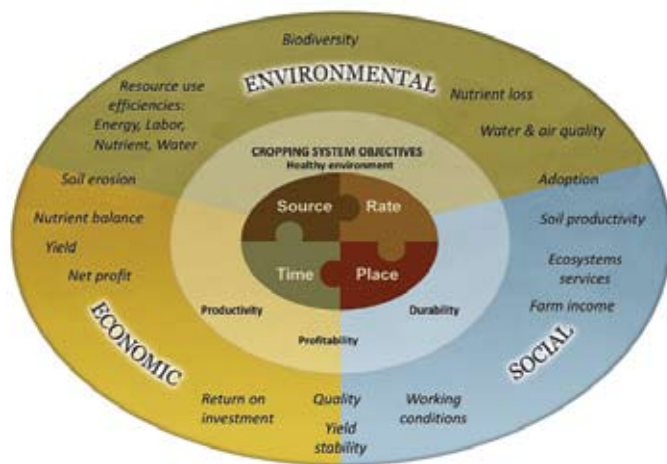 Biodiversity
ENVIRONMENTAL
Resource use
efficiencies:
Energy, Labor,
Nutrient, Water
Nutrient loss
Water & air quality
CROPPING SYSTEM OBJECTIVES
Healthy environment
Soil erosion
Adoption
Source
Rate
Nutrient balance
Soil productivity
Yield
Ecosystems
services
Net profit
Time
Place
Farm income
Productivity
Durability
Profitability
ECONOMIC
SOCIAL
Return on
investment
Quality
Yield
stability
Working
conditions